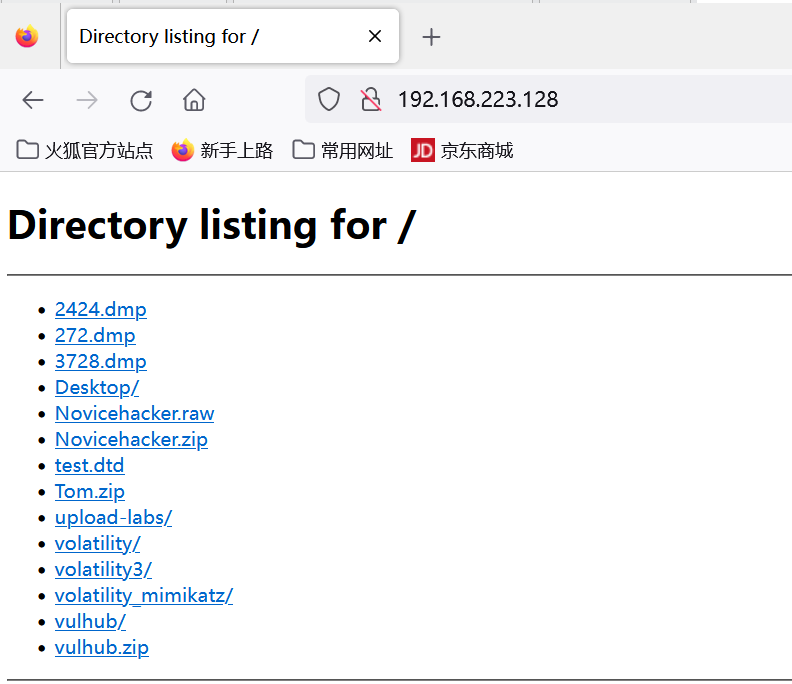 Directory listing for /
192.168.223.128
火狐官方站点 新手上路 常用网址 JD 京东商城
Directory listing for /
2424.dmp
272.dmp
3728.dmp
Desktop/
Novicehacker.raw
Novicehacker.zip
test.dtd
Tom.zip
upload-labs/
volatility/
volatility3/
volatility_mimikatz/
vulhub/
vulhub.zip